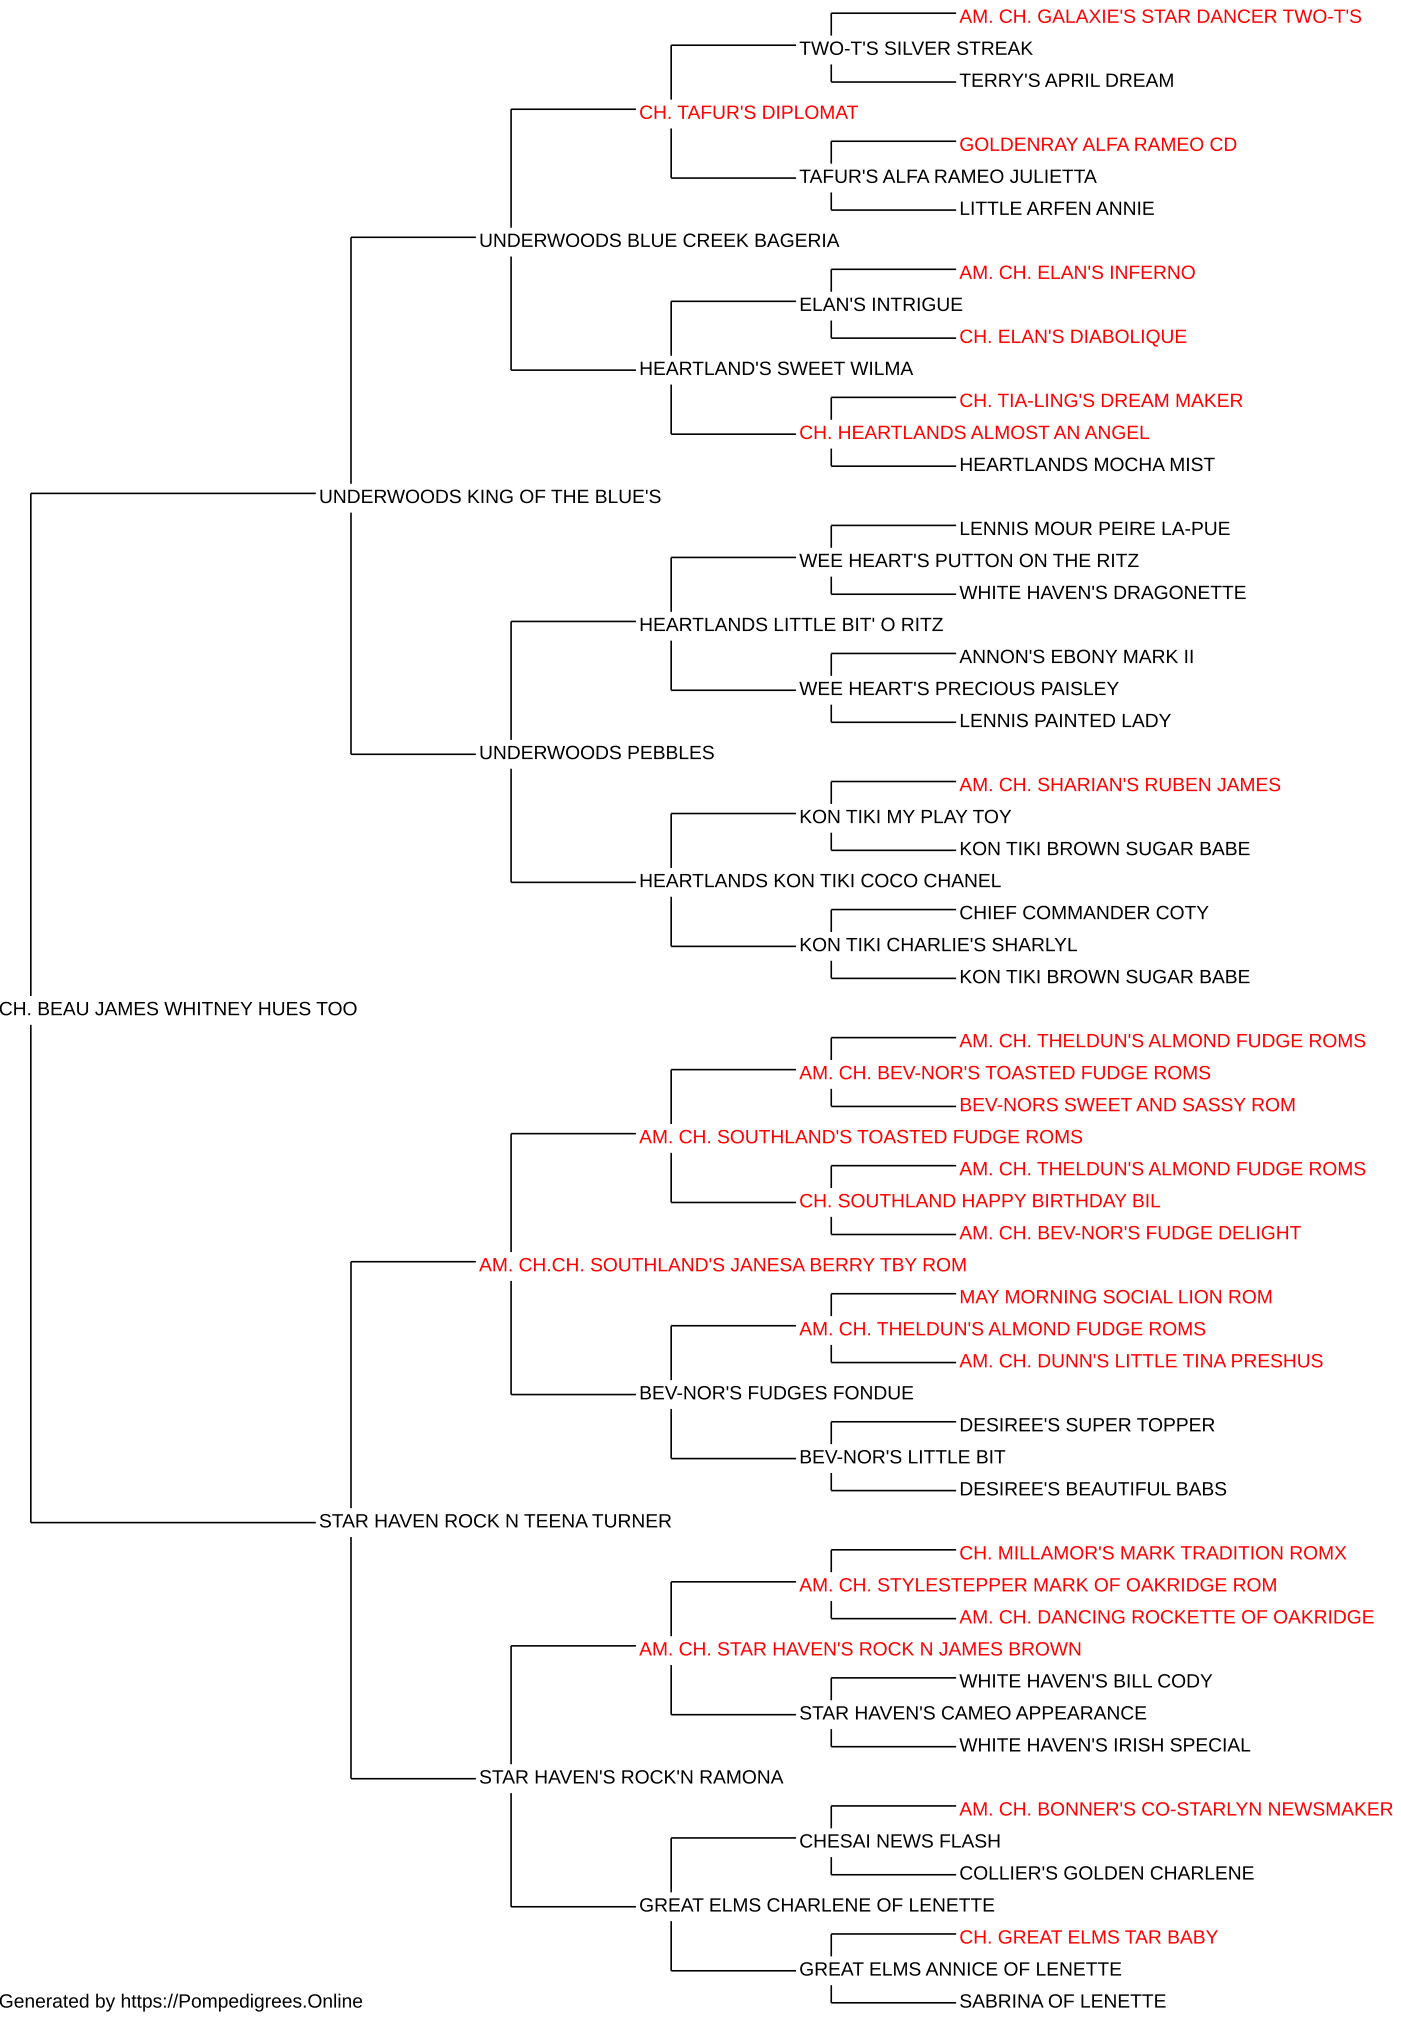 AM. CH. GALAXIE'S STAR DANCER TWO-T'S
TWO-T'S SILVER STREAK
TERRY'S APRIL DREAM
CH. TAFUR'S DIPLOMAT
GOLDENRAY ALFA RAMEO CD
TAFUR'S ALFA RAMEO JULIETTA
LITTLE ARFEN ANNIE
UNDERWOODS BLUE CREEK BAGERIA
AM. CH. ELAN'S INFERNO
ELAN'S INTRIGUE
CH. ELAN'S DIABOLIQUE
HEARTLAND'S SWEET WILMA
CH. TIA-LING'S DREAM MAKER
CH. HEARTLANDS ALMOST AN ANGEL
HEARTLANDS MOCHA MIST
UNDERWOODS KING OF THE BLUE'S
LENNIS MOUR PEIRE LA-PUE
WEE HEART'S PUTTON ON THE RITZ
WHITE HAVEN'S DRAGONETTE
HEARTLANDS LITTLE BIT' O RITZ
ANNON'S EBONY MARK II
WEE HEART'S PRECIOUS PAISLEY
LENNIS PAINTED LADY
UNDERWOODS PEBBLES
AM. CH. SHARIAN'S RUBEN JAMES
KON TIKI MY PLAY TOY
KON TIKI BROWN SUGAR BABE
HEARTLANDS KON TIKI COCO CHANEL
CHIEF COMMANDER COTY
KON TIKI CHARLIE'S SHARLYL
KON TIKI BROWN SUGAR BABE
CH. BEAU JAMES WHITNEY HUES TOO
AM. CH. THELDUN'S ALMOND FUDGE ROMS
AM. CH. BEV-NOR'S TOASTED FUDGE ROMS
BEV-NORS SWEET AND SASSY ROM
AM. CH. SOUTHLAND'S TOASTED FUDGE ROMS
AM. CH. THELDUN'S ALMOND FUDGE ROMS
CH. SOUTHLAND HAPPY BIRTHDAY BIL
AM. CH. BEV-NOR'S FUDGE DELIGHT
AM. CH.CH. SOUTHLAND'S JANESA BERRY TBY ROM
MAY MORNING SOCIAL LION ROM
AM. CH. THELDUN'S ALMOND FUDGE ROMS
AM. CH. DUNN'S LITTLE TINA PRESHUS
BEV-NOR'S FUDGES FONDUE
DESIREE'S SUPER TOPPER
BEV-NOR'S LITTLE BIT
DESIREE'S BEAUTIFUL BABS
STAR HAVEN ROCK N TEENA TURNER
CH. MILLAMOR'S MARK TRADITION ROMX
AM. CH. STYLESTEPPER MARK OF OAKRIDGE ROM
AM. CH. DANCING ROCKETTE OF OAKRIDGE
AM. CH. STAR HAVEN'S ROCK N JAMES BROWN
WHITE HAVEN'S BILL CODY
STAR HAVEN'S CAMEO APPEARANCE
WHITE HAVEN'S IRISH SPECIAL
STAR HAVEN'S ROCK'N RAMONA
AM. CH. BONNER'S CO-STARLYN NEWSMAKER
CHESAI NEWS FLASH
COLLIER'S GOLDEN CHARLENE
GREAT ELMS CHARLENE OF LENETTE
CH. GREAT ELMS TAR BABY
GREAT ELMS ANNICE OF LENETTE
SABRINA OF LENETTE
Generated by https://Pompedigrees.Online